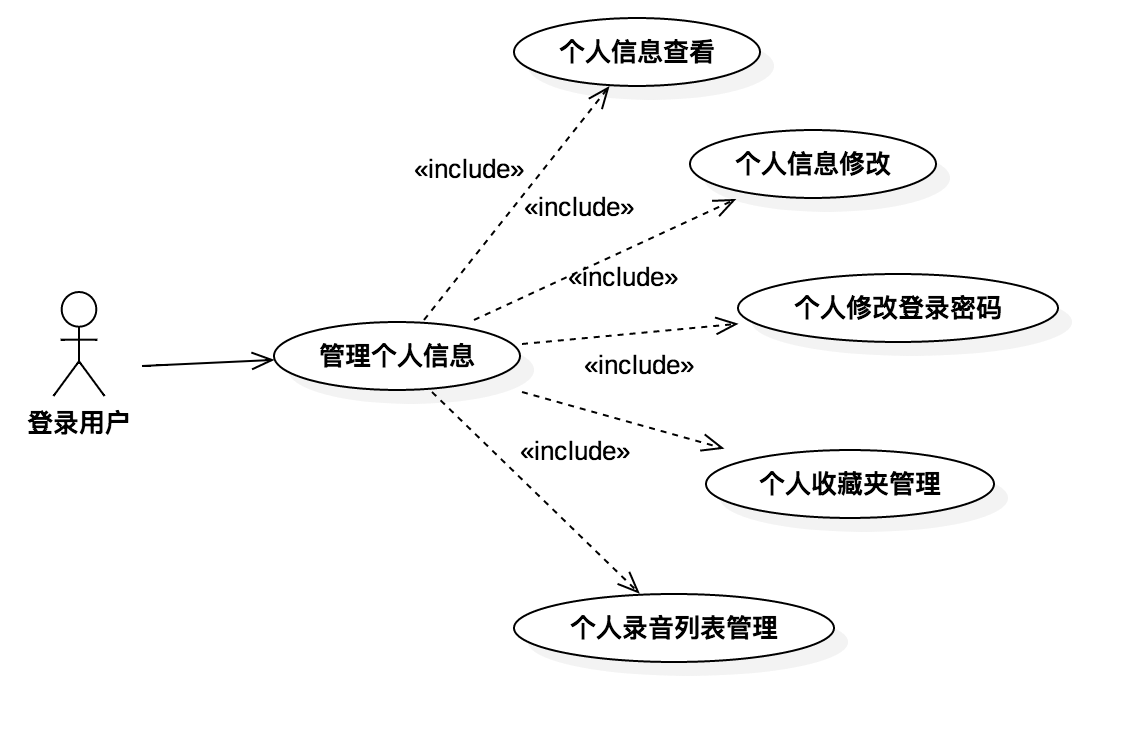 个人信息查看
个人信息修改
«include»
«include»
«include»
个人修改登录密码
管理个人信息
«include»
登录用户
«include»
个人收藏夹管理
个人录音列表管理